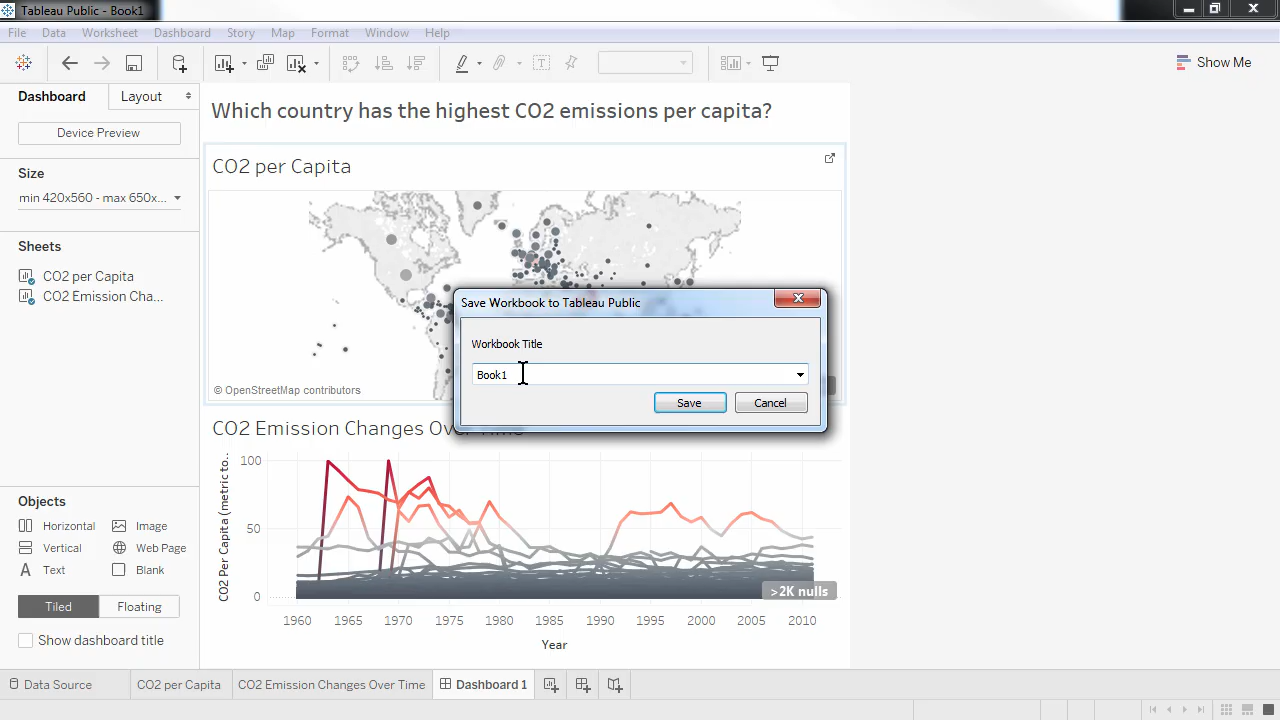 Tableau Public - Book1
File Data Worksheet Dashboard Story Map Format Window Help
Show Me
Dashboard Layout
Device Preview
Size
min 420x560 - max 650x...
Sheets
CO2 per Capita
CO2 Emission Cha...
Objects
Horizontal Image
Vertical Web Page
Text Blank
Tiled Floating
Show dashboard title
Which country has the highest CO2 emissions per capita?
CO2 per Capita
© OpenStreetMap contributors
Save Workbook to Tableau Public
Workbook Title
Book1
Save Cancel
CO2 Emission Changes Over Time
CO2 Per Capita (metric to..
100
50
0
>2K nulls
1960 1965 1970 1975 1980 1985 1990 1995 2000 2005 2010
Year
Data Source CO2 per Capita CO2 Emission Changes Over Time Dashboard 1